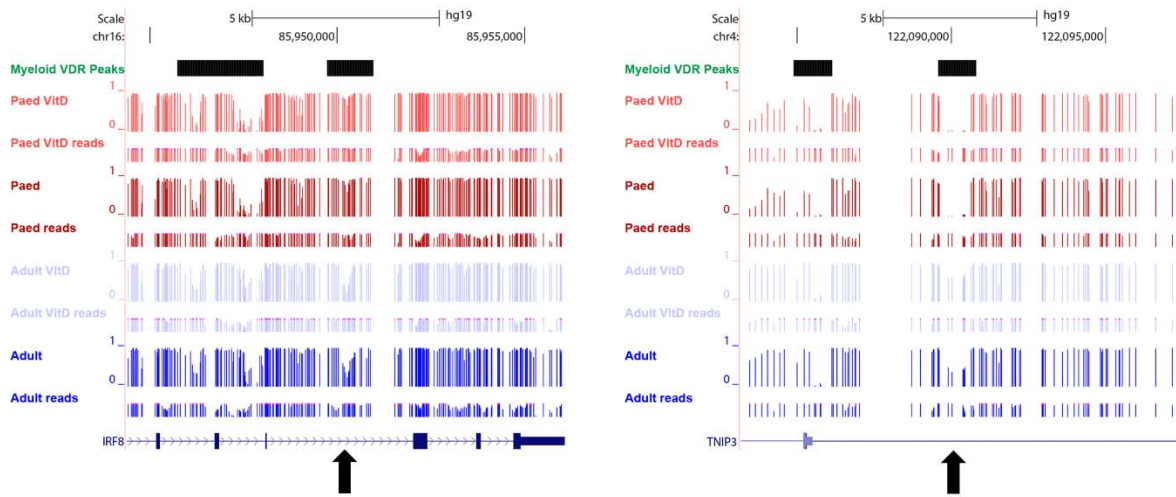 Scale 5 kb hg19
chr16: 85,950,000 85,955,000
Myeloid VDR Peaks
Paed VitD 1
0
Paed VitD reads
Paed 1
0
Paed reads
Adult VitD 1
0
Adult VitD reads
Adult 1
0
Adult reads
IRF8
Scale 5 kb hg19
chr4: 122,090,000 122,095,000
Myeloid VDR Peaks
Paed VitD 1
0
Paed VitD reads
Paed 1
0
Paed reads
Adult VitD 1
0
Adult VitD reads
Adult 1
0
Adult reads
TNIP3